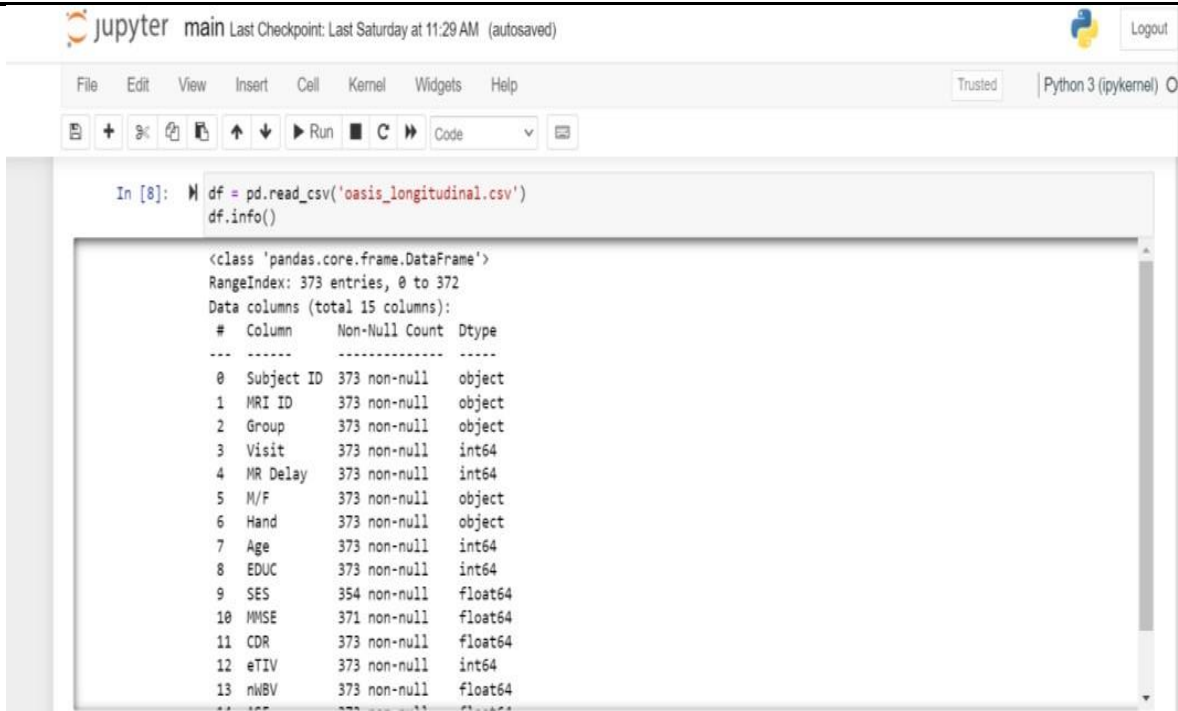 jupyter main Last Checkpoint: Last Saturday at 11:29 AM (autosaved)
Logout
File Edit View Insert Cell Kernel Widgets Help
Trusted
Python 3 (ipykernel)
Run
Code
In [8]: df = pd.read_csv('oasis_longitudinal.csv')
df.info()
<class 'pandas.core.frame.DataFrame'>
RangeIndex: 373 entries, 0 to 372
Data columns (total 15 columns):
# Column Non-Null Count Dtype
--- ------ -------------- -----
0 Subject ID 373 non-null object
1 MRI ID 373 non-null object
2 Group 373 non-null object
3 Visit 373 non-null int64
4 MR Delay 373 non-null int64
5 M/F 373 non-null object
6 Hand 373 non-null object
7 Age 373 non-null int64
8 EDUC 373 non-null int64
9 SES 354 non-null float64
10 MMSE 371 non-null float64
11 CDR 373 non-null float64
12 eTIV 373 non-null int64
13 nWBV 373 non-null float64